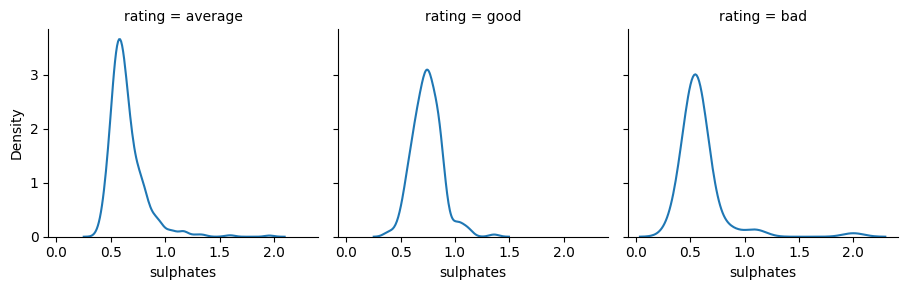 rating = average
rating = good
rating = bad
Density
3
2
1
0
0.0 0.5 1.0 1.5 2.0
0.0 0.5 1.0 1.5 2.0
0.0 0.5 1.0 1.5 2.0
sulphates
sulphates
sulphates